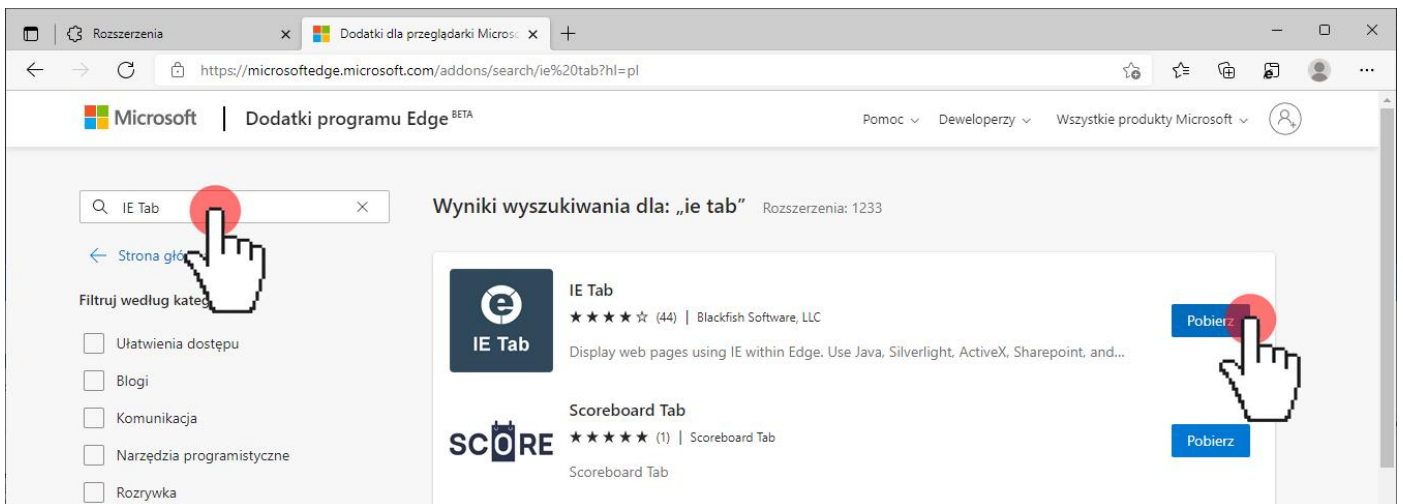 Rozszerzenia
Dodatki dla przeglądarki Micros
https://microsoftedge.microsoft.com/addons/search/ie%20tab?hl=pl
Microsoft | Dodatki programu Edge BETA
Pomoc Deweloperzy Wszystkie produkty Microsoft
IE Tab
Strona
Filtruj według
Ułatwienia dostępu
Blogi
Komunikacja
Narzędzia programistyczne
Rozrywka
Wyniki wyszukiwania dla: „ie tab” Rozszerzenia: 1233
IE Tab
IE Tab
(44) | Blackfish Software, LLC
Display web pages using IE within Edge. Use Java, Silverlight, ActiveX, Sharepoint, and...
Pobierz
SCORE
Scoreboard Tab
(1) | Scoreboard Tab
Scoreboard Tab
Pobierz